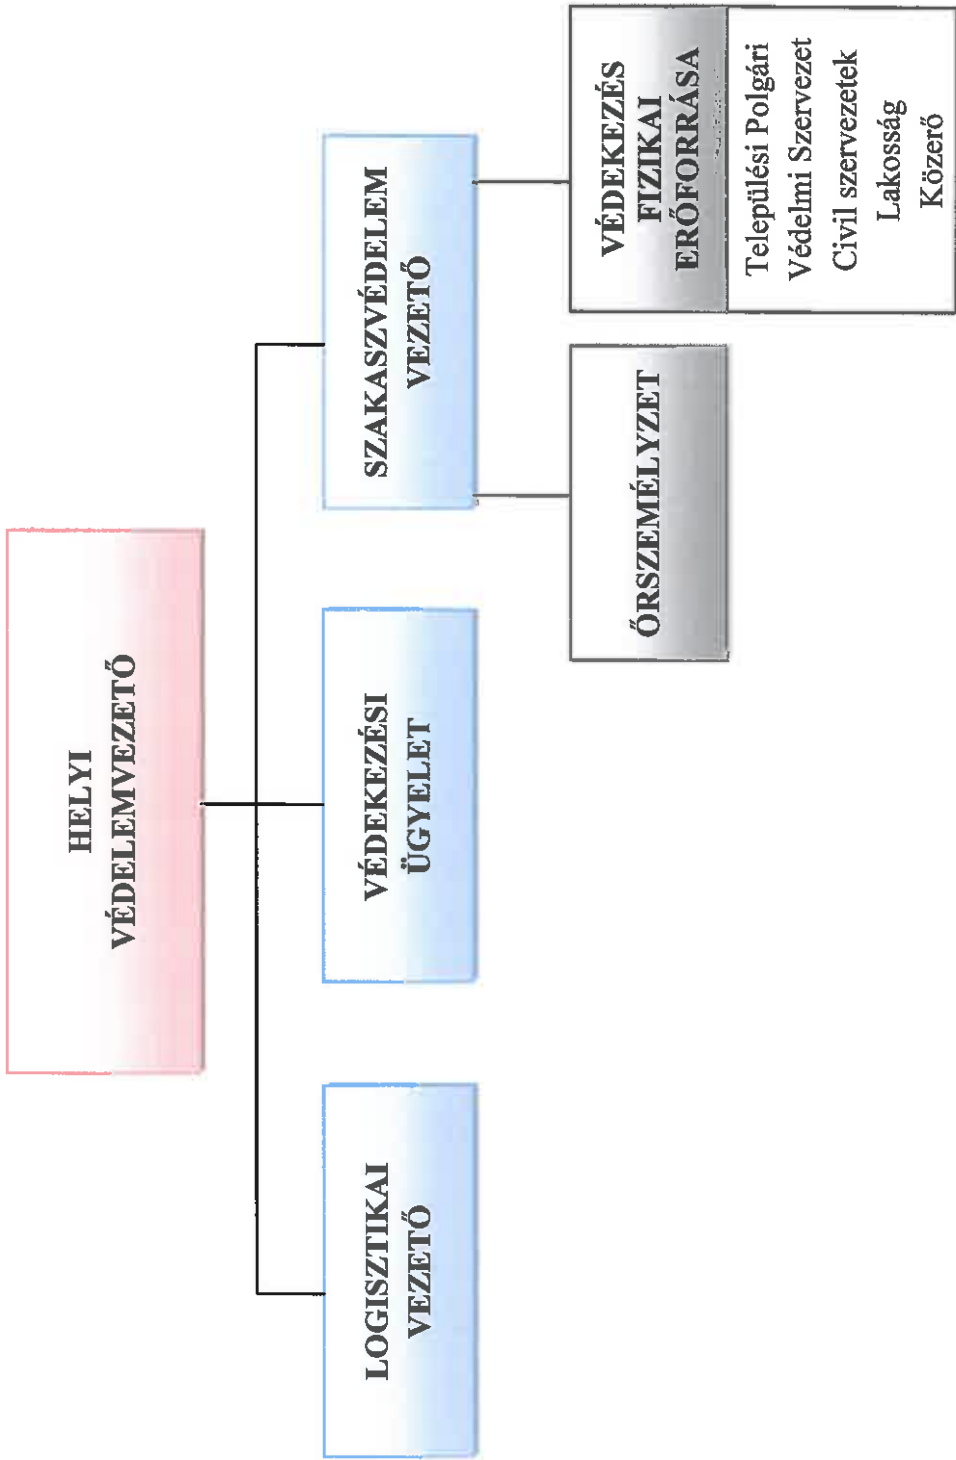 HELYI
VÉDELEMVEZETŐ
LOGISZTIKAI
VEZETŐ
VÉDEKEZÉSI
ÜGYELET
SZAKASZVÉDELEM
VEZETŐ
ŐRSZEMÉLYZET
VÉDEKEZÉS
FIZIKAI
ERŐFORRÁSA
Települési Polgári
Védelmi Szervezet
Civil szervezetek
Lakosság
Közerő